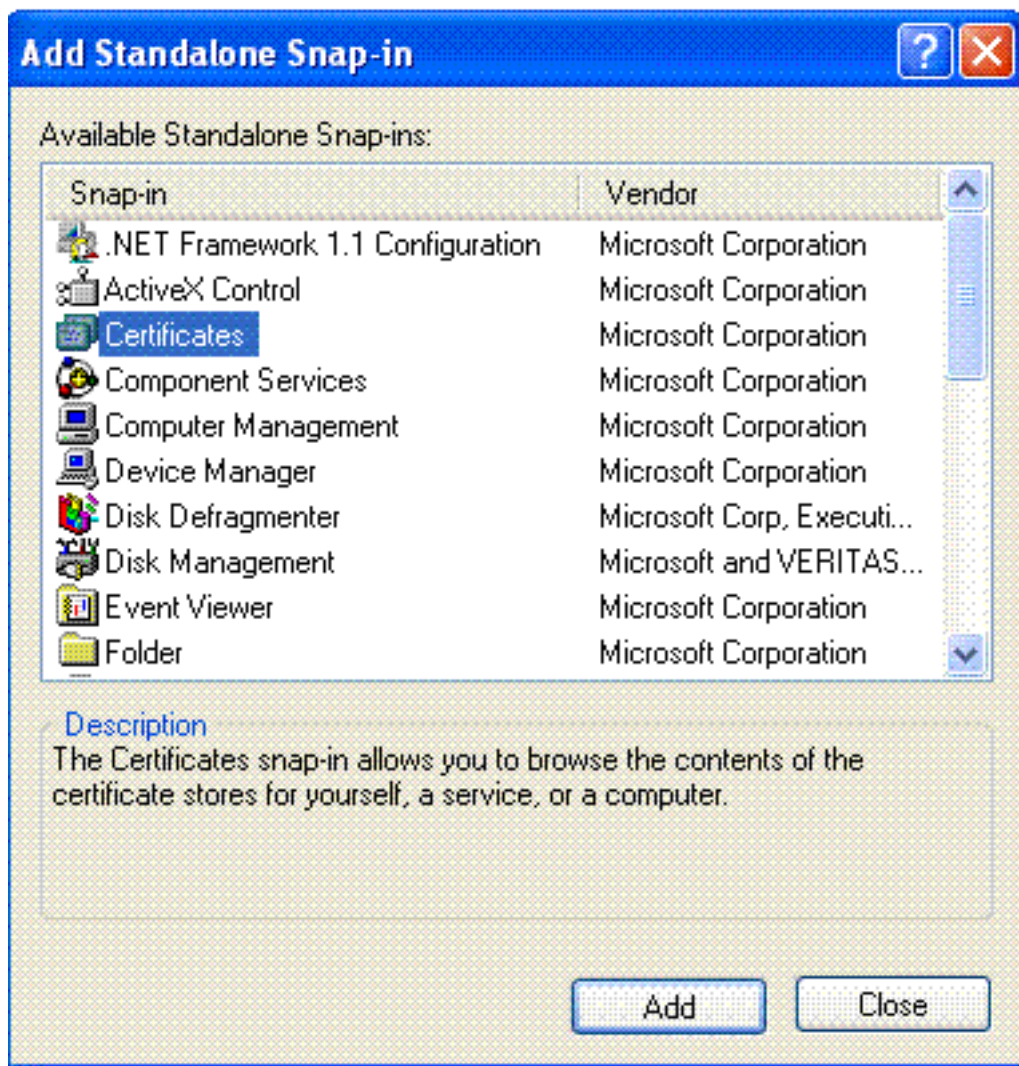 Add Standalone Snap-in
Available Standalone Snap-ins:
Snap-in Vendor
.NET Framework 1.1 Configuration Microsoft Corporation
ActiveX Control Microsoft Corporation
Certificates Microsoft Corporation
Component Services Microsoft Corporation
Computer Management Microsoft Corporation
Device Manager Microsoft Corporation
Disk Defragmenter Microsoft Corp, Executi...
Disk Management Microsoft and VERITAS...
Event Viewer Microsoft Corporation
Folder Microsoft Corporation
Description
The Certificates snap-in allows you to browse the contents of the
certificate stores for yourself, a service, or a computer.
Add Close